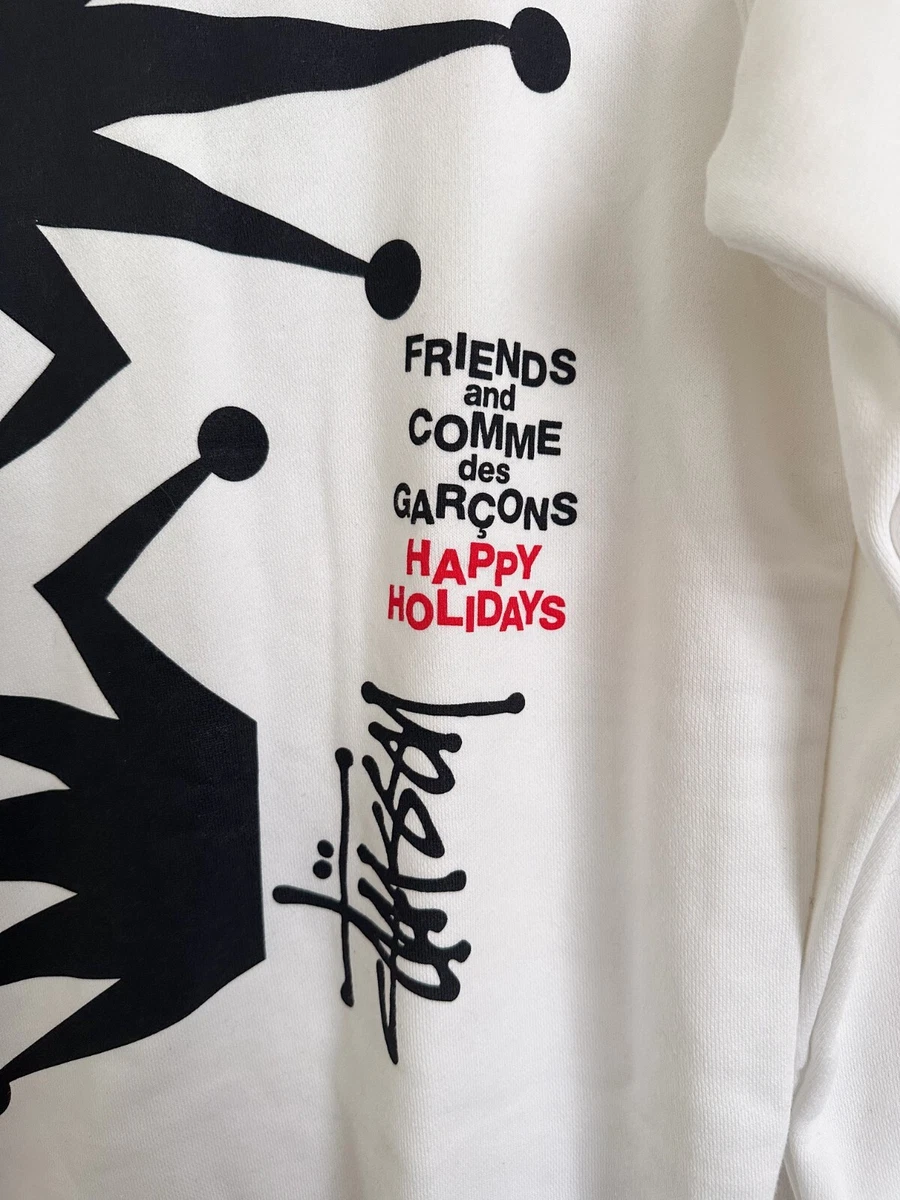 FRIENDS
and
COMME
des
GARÇONS
HAPPY
HOLIDAYS
Stüssy